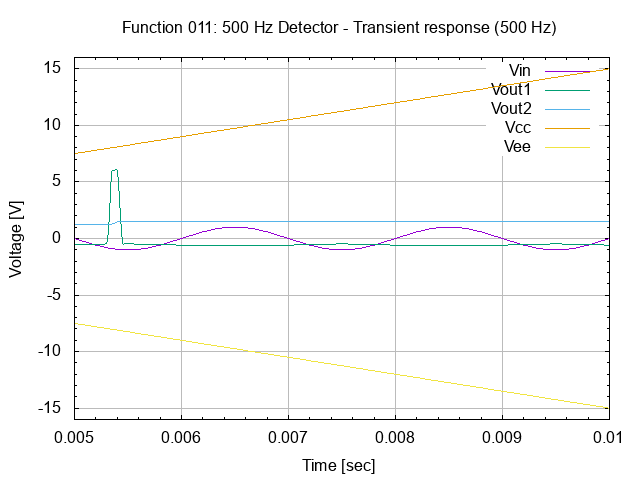 Function 011: 500 Hz Detector - Transient response (500 Hz)
Vin
Vout1
Vout2
Vcc
Vee
15
10
5
0
-5
-10
-15
Voltage [V]
0.005 0.006 0.007 0.008 0.009 0.01
Time [sec]